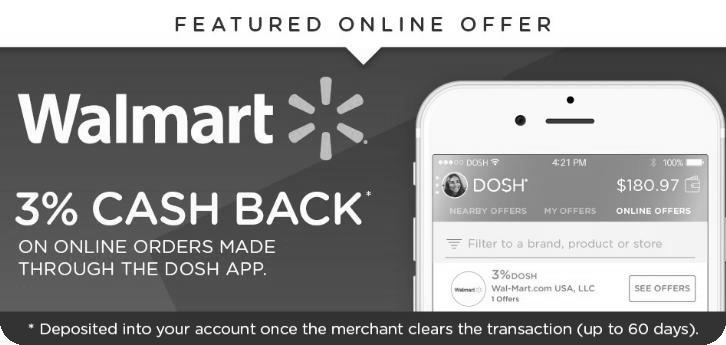 FEATURED ONLINE OFFER
Walmart
3% CASH BACK*
ON ONLINE ORDERS MADE
THROUGH THE DOSH APP.
DOSH 4:21 PM 100%
DOSH* $180.97
NEARBY OFFERS MY OFFERS ONLINE OFFERS
Filter to a brand, product or store
3% DOSH
Walmart Wal-Mart.com USA, LLC SEE OFFERS
1 Offers
* Deposited into your account once the merchant clears the transaction (up to 60 days).